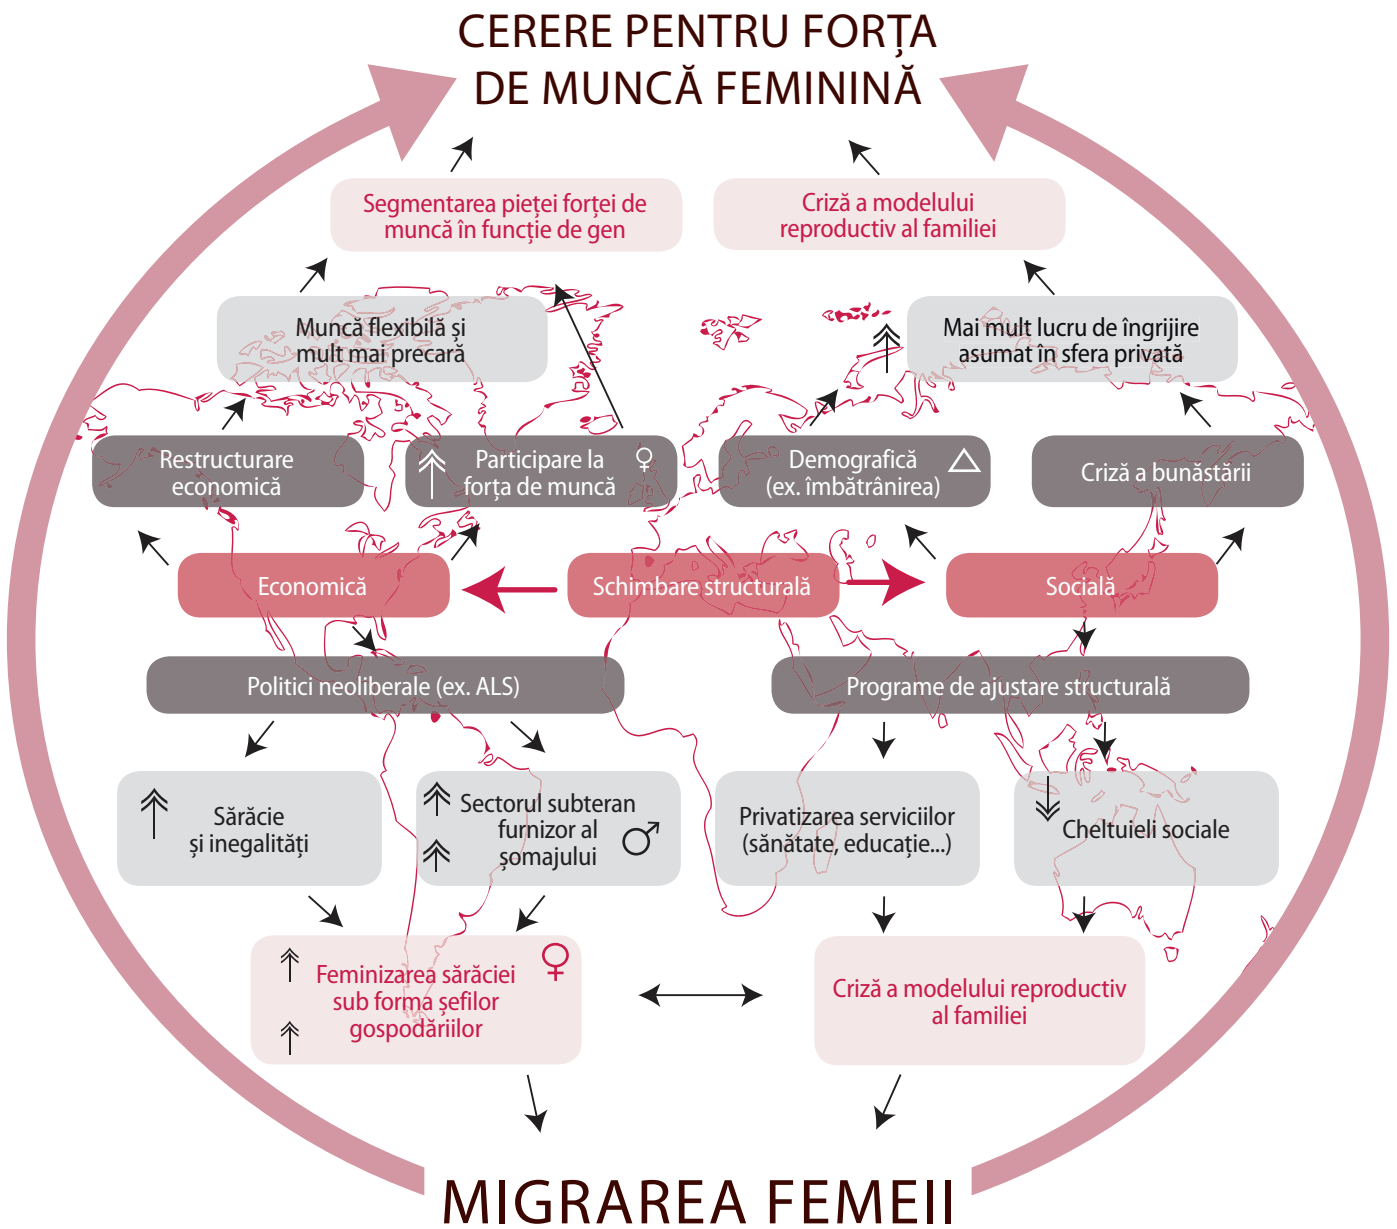 CERERE PENTRU FORȚA
DE MUNCĂ FEMININĂ
Segmentarea pieței forței de
muncă în funcție de gen
Criză a modelului
reproductiv al familiei
Muncă flexibilă și
mult mai precară
Mai mult lucru de îngrijire
asumat în sfera privată
Restructurare
economică
Participare la
forța de muncă
Demografică
(ex. îmbătrânirea)
Criză a bunăstării
Economică
Schimbare structurală
Socială
Politici neoliberale (ex. ALS)
Programe de ajustare structurală
Sărăcie
și inegalități
Sectorul subteran
furnizor al
șomajului
Privatizarea serviciilor
(sănătate, educație...)
Cheltuieli sociale
Feminizarea sărăciei
sub forma șefilor
gospodăriilor
Criză a modelului reproductiv
al familiei
MIGRAREA FEMEII